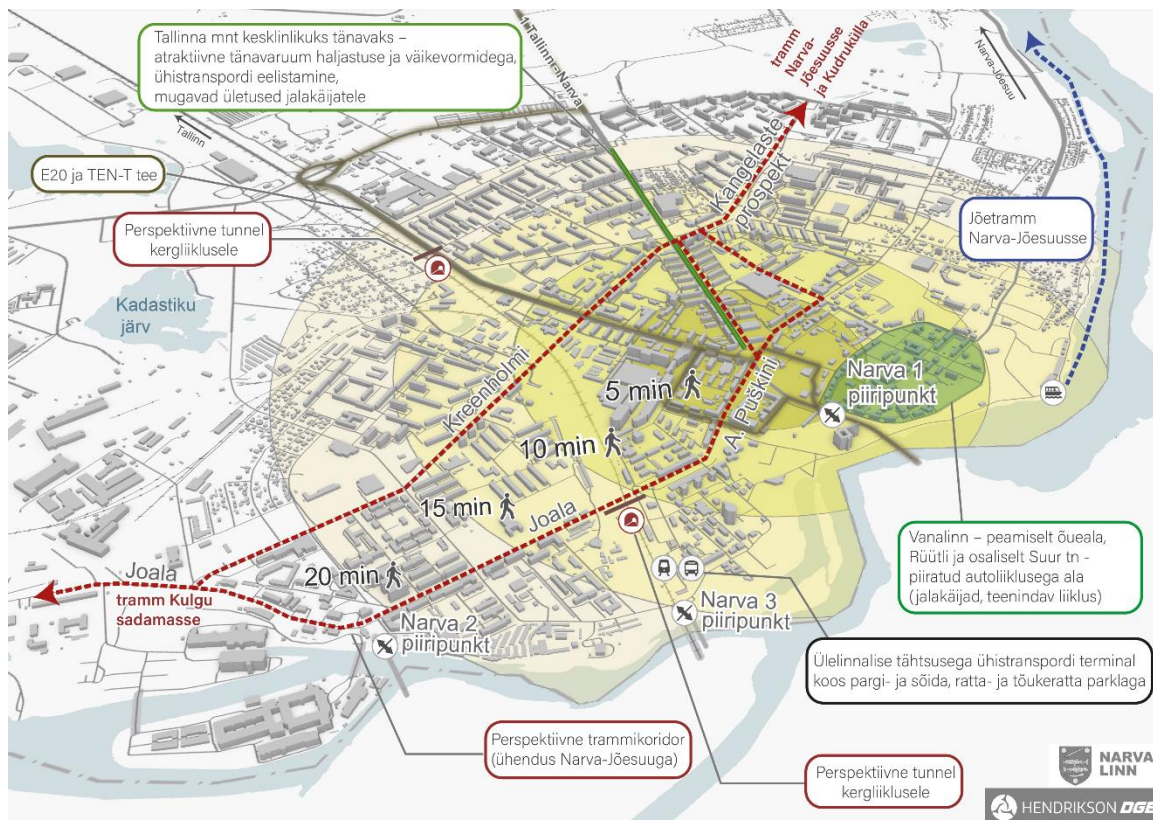 Tallinna mnt kesklinlikuks tänavaks –
atraktiivne tänavaruum haljastuse ja väikevormidega,
ühistranspordi eelistamine,
mugavad ületused jalakäijatele
1 Tallinn-Narva
tramm
Narva-
Jõesuusse
ja Kudrukülla
Narva-Jõesuu
Tallinn
E20 ja TEN-T tee
Kangelaste
prospekt
Perspektiivne tunnel
kergliiklusele
Jõetramm
Narva-Jõesuusse
Kadastiku
järv
Kreenholmi
5 min
A. Puškini
Narva 1
piiripunkt
10 min
15 min
Joala
20 min
Vanalinn – peamiselt õueala,
Rüütli ja osaliselt Suur tn -
piiratud autoliiklusega ala
(jalakäijad, teenindav liiklus)
Joala
tramm Kulgu
sadamasse
Narva 2
piiripunkt
Narva 3
piiripunkt
Ülelinnalise tähtsusega ühistranspordi terminal
koos pargi- ja sõida, ratta- ja tõukeratta parklaga
Perspektiivne trammikoridor
(ühendus Narva-Jõesuuga)
Perspektiivne tunnel
kergliiklusele
NARVA
LINN
HENDRIKSON DGE